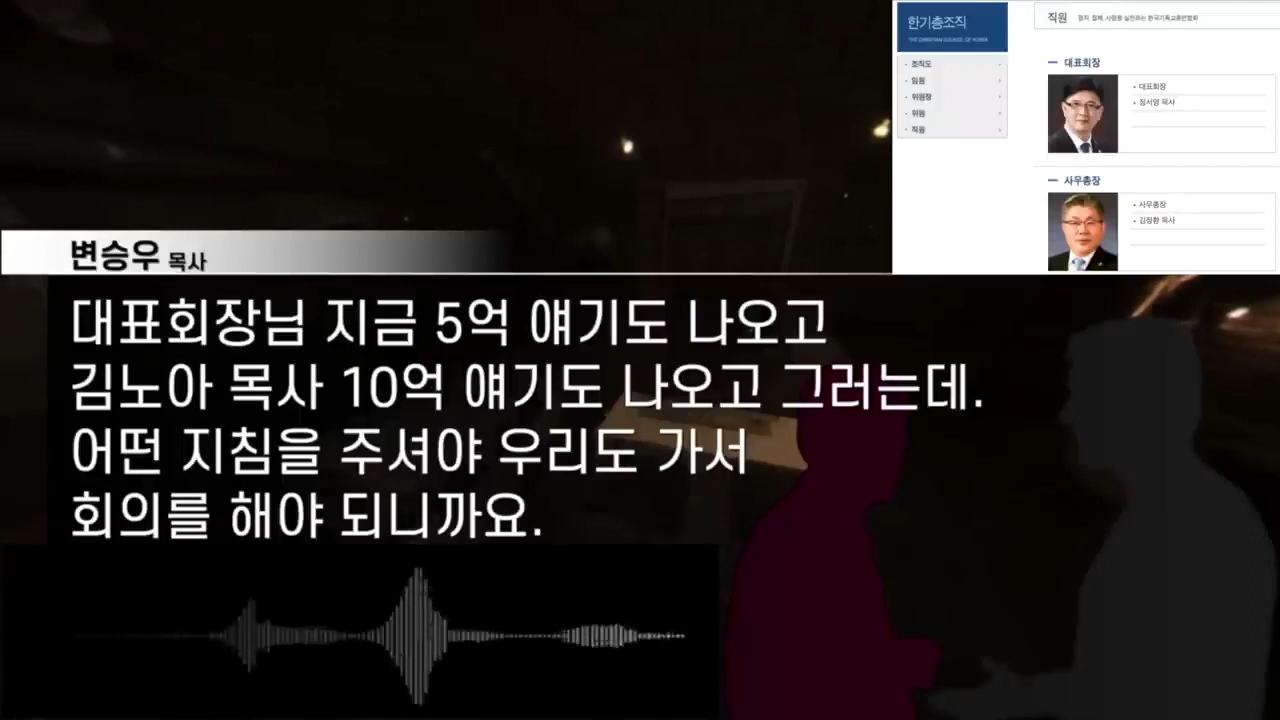 한기총조직
THE CHRISTIAN COUNCIL OF KOREA
조직도
임원
위원장
위원
직원
직원
대표회장
대표회장
정서영 목사
사무총장
사무총장
김정환 목사
변승우 목사
대표회장님 지금 5억 얘기도 나오고
김노아 목사 10억 얘기도 나오고 그러는데.
어떤 지침을 주셔야 우리도 가서
회의를 해야 되니까요.